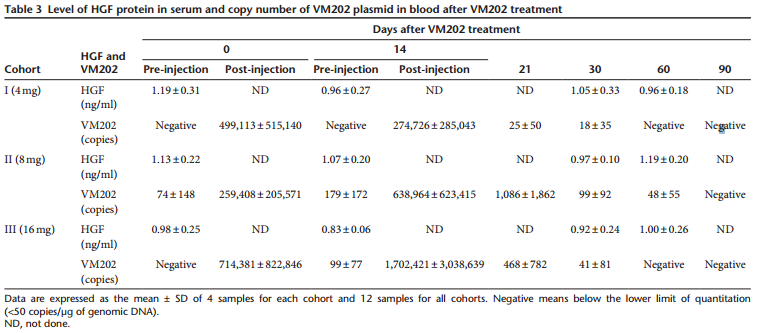 Table 3 Level of HGF protein in serum and copy number of VM202 plasmid in blood after VM202 treatment
Days after VM202 treatment
HGF and 0 14
Cohort VM202 Pre-injection Post-injection Pre-injection Post-injection 21 30 60 90
I (4 mg) HGF 1.19 ± 0.31 ND 0.96 ± 0.27 ND ND 1.05 ± 0.33 0.96 ± 0.18 ND
(ng/ml)
VM202 Negative 499,113 ± 515,140 Negative 274,726 ± 285,043 25 ± 50 18 ± 35 Negative Negative
(copies)
II (8 mg) HGF 1.13 ± 0.22 ND 1.07 ± 0.20 ND ND 0.97 ± 0.10 1.19 ± 0.20 ND
(ng/ml)
VM202 74 ± 148 259,408 ± 205,571 179 ± 172 638,964 ± 623,415 1,086 ± 1,862 99 ± 92 48 ± 55 Negative
(copies)
III (16 mg) HGF 0.98 ± 0.25 ND 0.83 ± 0.06 ND ND 0.92 ± 0.24 1.00 ± 0.26 ND
(ng/ml)
VM202 Negative 714,381 ± 822,846 99 ± 77 1,702,421 ± 3,038,639 468 ± 782 41 ± 81 Negative Negative
(copies)
Data are expressed as the mean ± SD of 4 samples for each cohort and 12 samples for all cohorts. Negative means below the lower limit of quantitation
(<50 copies/μg of genomic DNA).
ND, not done.